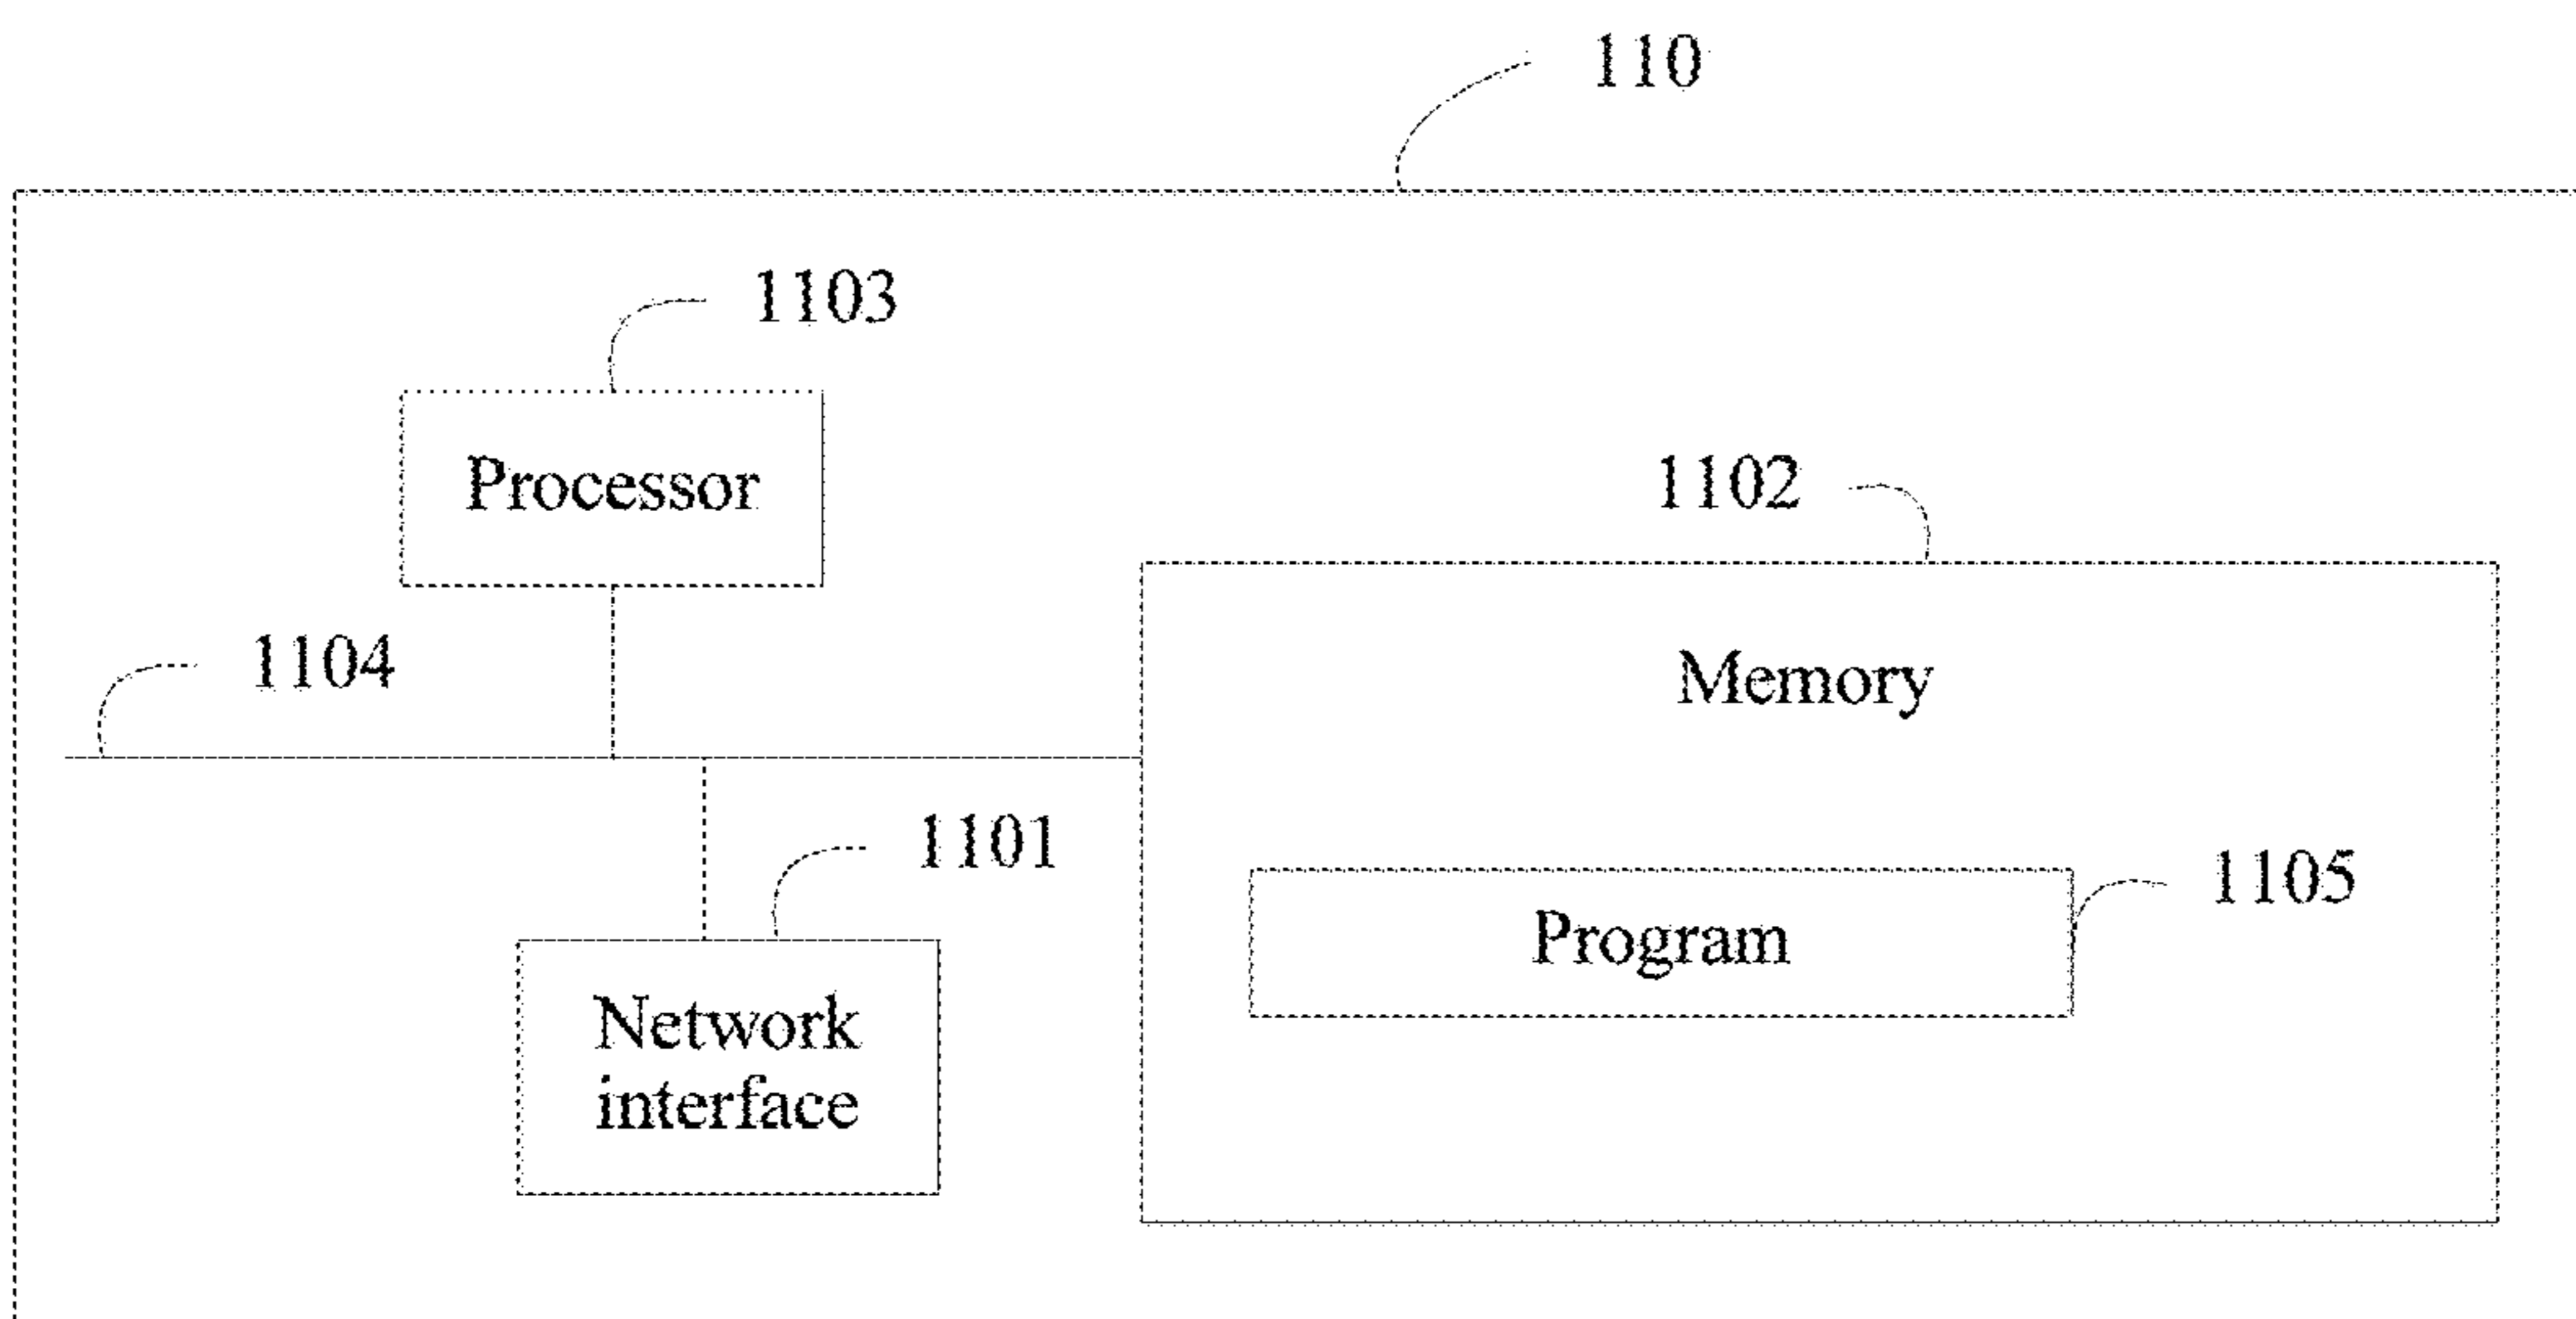 110
1103
Processor
1102
1104
Memory
1101
1105
Program
Network
interface